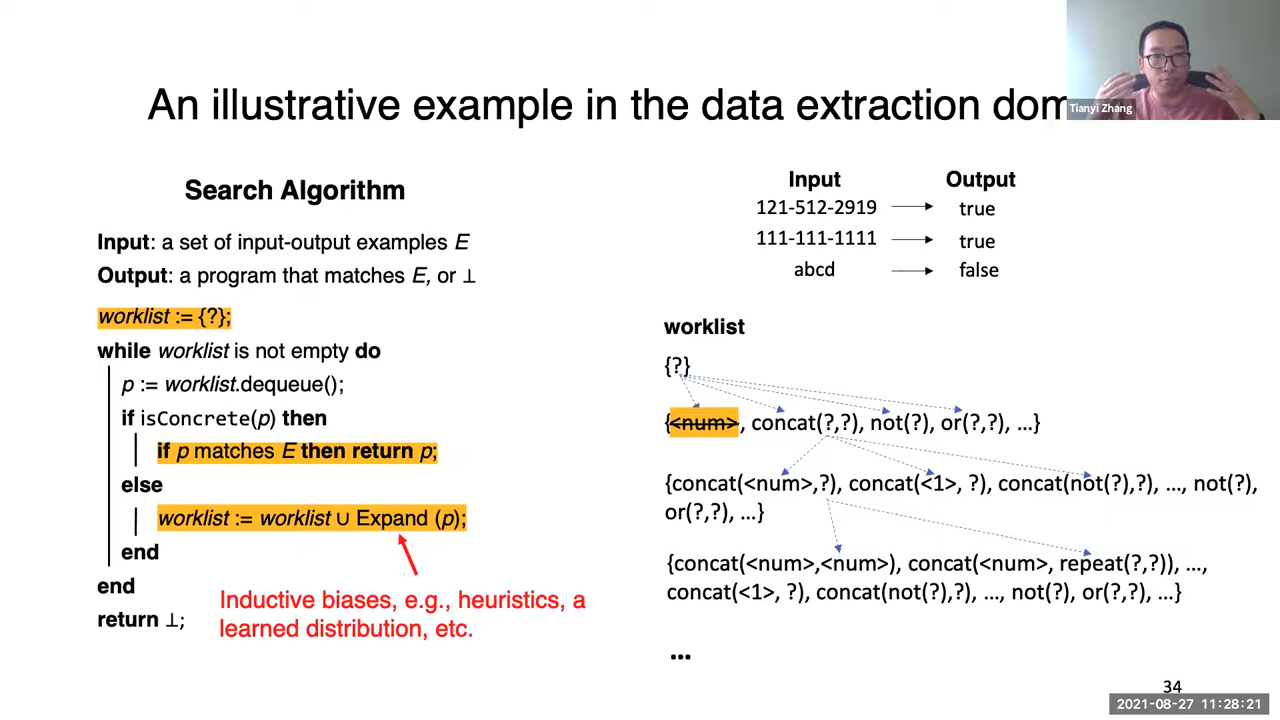 An illustrative example in the data extraction dom
Tianyi Zhang
Search Algorithm
Input: a set of input-output examples E
Output: a program that matches E, or ⊥
worklist := {?};
while worklist is not empty do
p := worklist.dequeue();
if isConcrete(p) then
if p matches E then return p;
else
worklist := worklist ∪ Expand (p);
end
end
return ⊥;
Inductive biases, e.g., heuristics, a
learned distribution, etc.
Input Output
121-512-2919 true
111-111-1111 true
abcd false
worklist
{?}
{<num>, concat(?,?), not(?), or(?,?), ...}
{concat(<num>,?), concat(<1>, ?), concat(not(?),?), ..., not(?),
or(?,?), ...}
{concat(<num>,<num>), concat(<num>, repeat(?,?)), ...,
concat(<1>, ?), concat(not(?),?), ..., not(?), or(?,?), ...}
...
34
2021-08-27 11:28:21